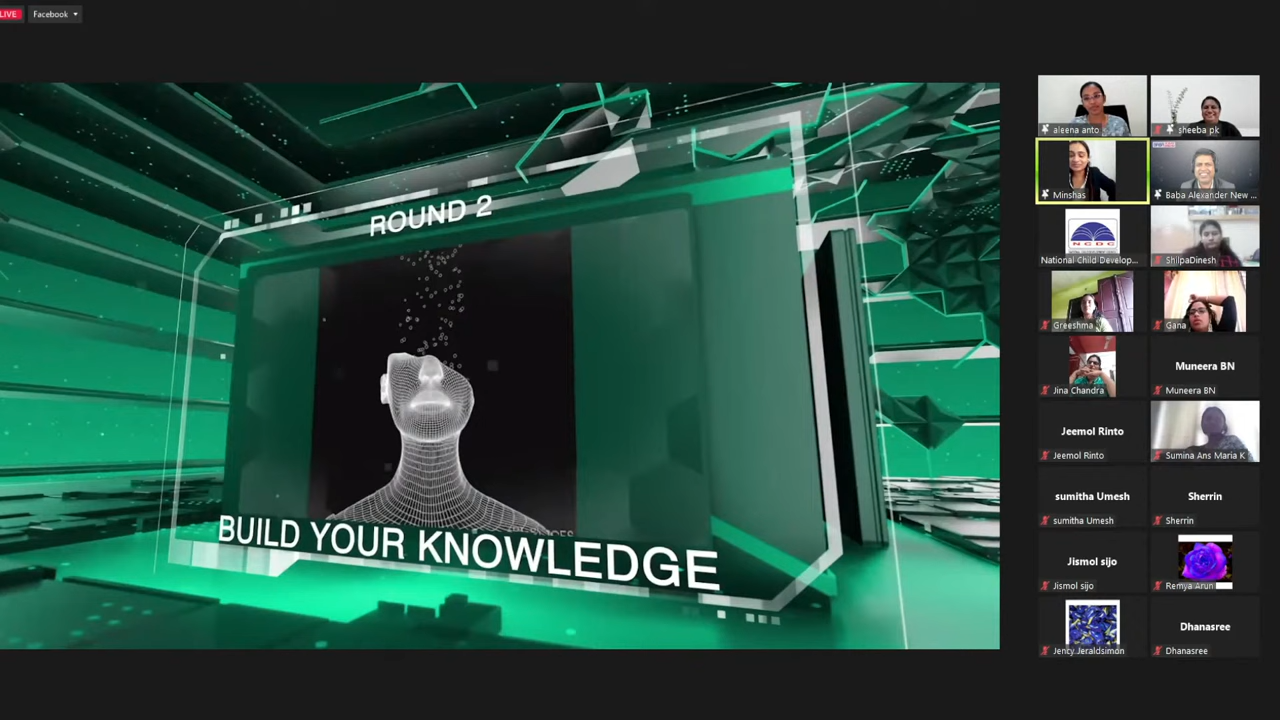 LIVE
Facebook
ROUND 2
BUILD YOUR KNOWLEDGE
aleena anto
sheeba pk
Minshas
Baba Alexander New ...
NCDC
National Child Develop...
ShilpaDinesh
Greeshma
Gana
Jina Chandra
Muneera BN
Muneera BN
Jeemol Rinto
Jeemol Rinto
Sumina Ans Maria K
sumitha Umesh
sumitha Umesh
Sherrin
Sherrin
Jismol sijo
Jismol sijo
Remya Arun
Jency.Jeraldsimon
Dhanasree
Dhanasree